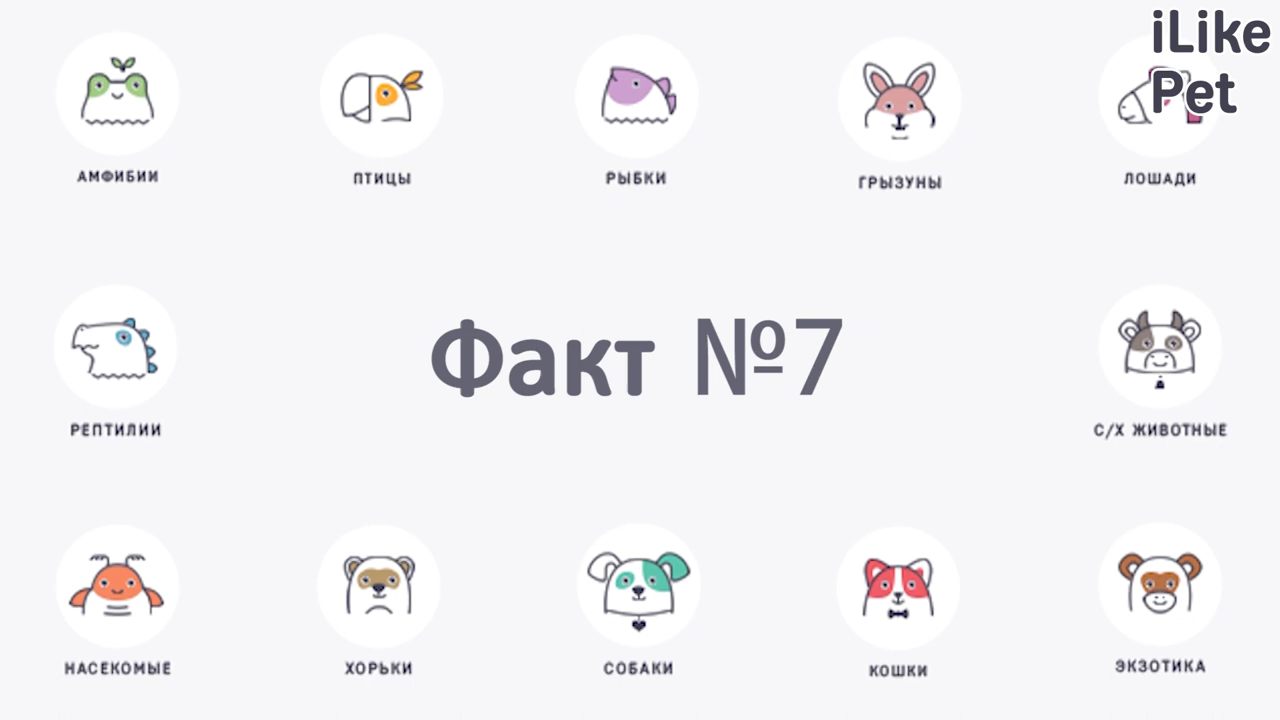 iLike
Pet
АМФИБИИ
ПТИЦЫ
РЫБКИ
ГРЫЗУНЫ
ЛОШАДИ
РЕПТИЛИИ
Факт №7
С/Х ЖИВОТНЫЕ
НАСЕКОМЫЕ
ХОРЬКИ
СОБАКИ
КОШКИ
ЭКЗОТИКА